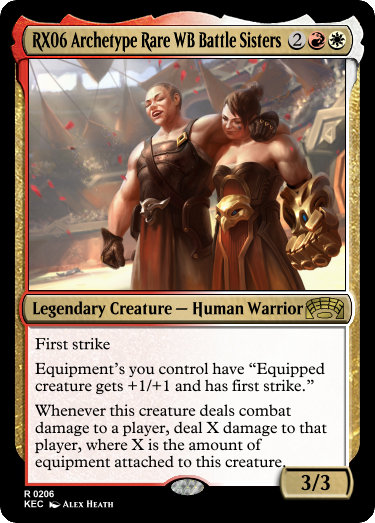 RX06 Archetype Rare WB Battle Sisters 2
Legendary Creature — Human Warrior
First strike
Equipment's you control have “Equipped
creature gets +1/+1 and has first strike.”
Whenever this creature deals combat
damage to a player, deal X damage to that
player, where X is the amount of
equipment attached to this creature.
3/3
R 0206
KEC Alex Heath